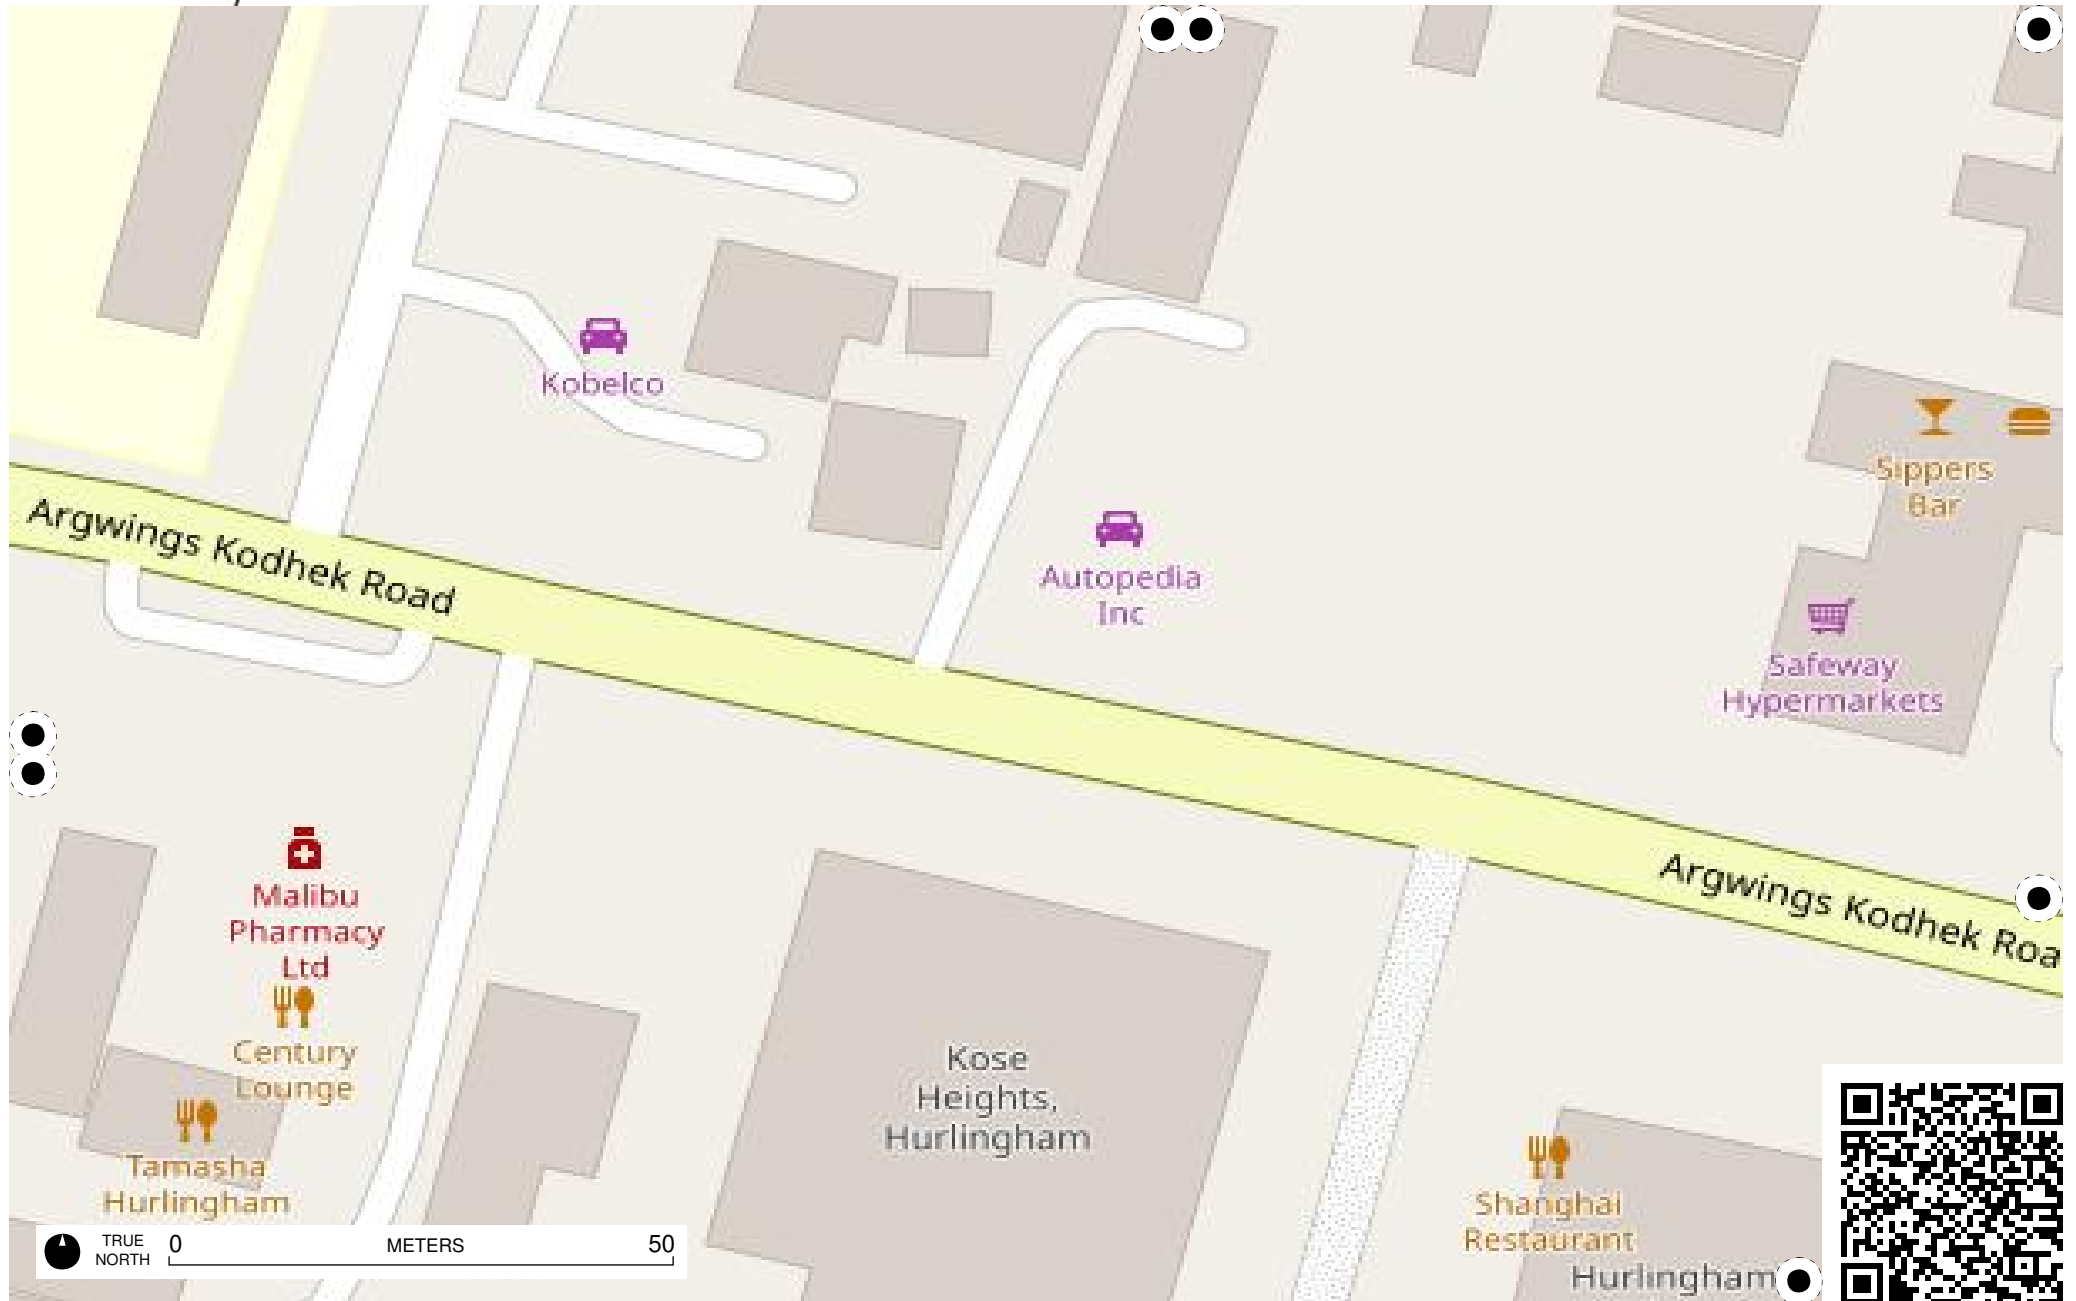 Kobelco
Sippers
Bar
Argwings Kodhek Road
Autopedia
Inc
Safeway
Hypermarkets
Malibu
Pharmacy
Ltd
Argwings Kodhek Roa
Century
Lounge
Kose
Heights,
Hurlingham
Tamasha
Hurlingham
Shanghai
Restaurant
Hurlingham
TRUE
NORTH
0 METERS 50